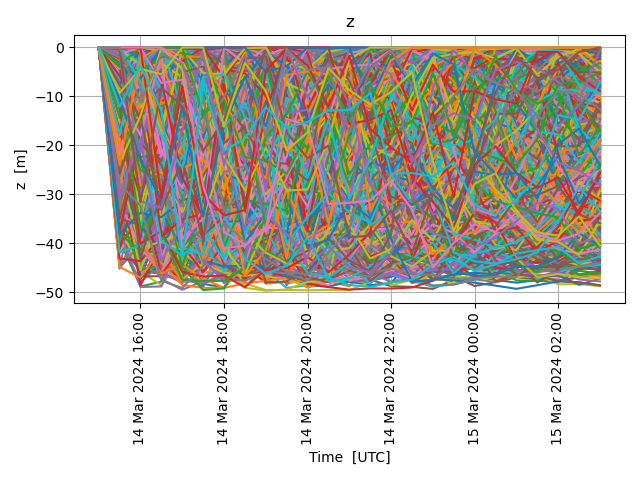 z
0
−10
−20
−30
−40
−50
z [m]
14 Mar 2024 16:00
14 Mar 2024 18:00
14 Mar 2024 20:00
14 Mar 2024 22:00
15 Mar 2024 00:00
15 Mar 2024 02:00
Time [UTC]